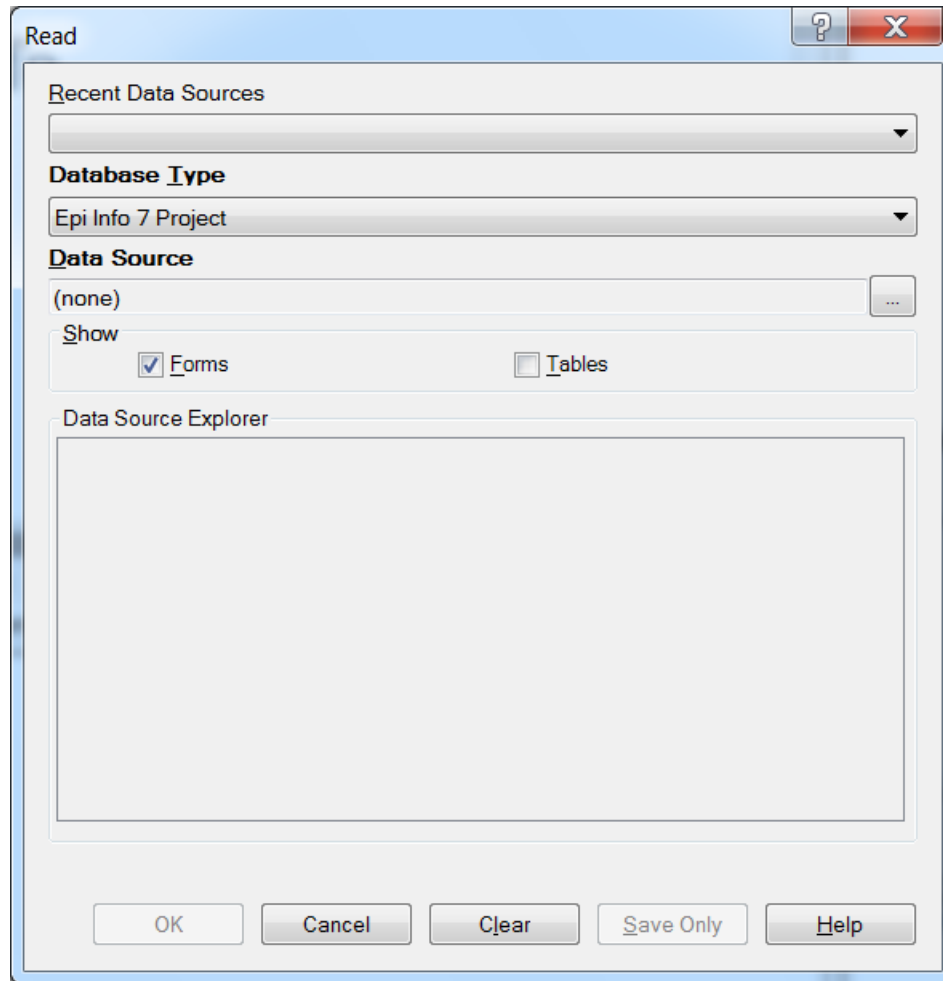 Read
Recent Data Sources
Database Type
Epi Info 7 Project
Data Source
(none) ...
Show
Forms Tables
Data Source Explorer
OK Cancel Clear Save Only Help